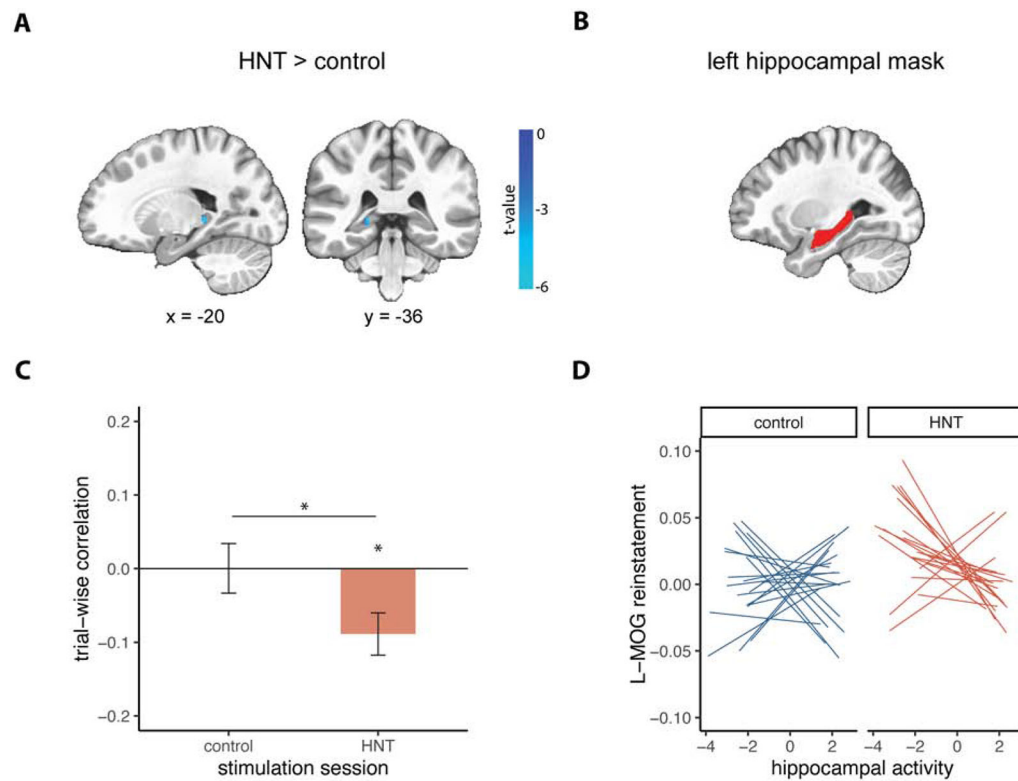 A
HNT > control
x = -20
y = -36
0
-3
-6
t-value
B
left hippocampal mask
C
0.2
0.1
0.0
−0.1
−0.2
trial−wise correlation
*
*
control
HNT
stimulation session
D
control
HNT
0.10
0.05
0.00
−0.05
−0.10
L−MOG reinstatement
−4 −2 0 2 −4 −2 0 2
hippocampal activity